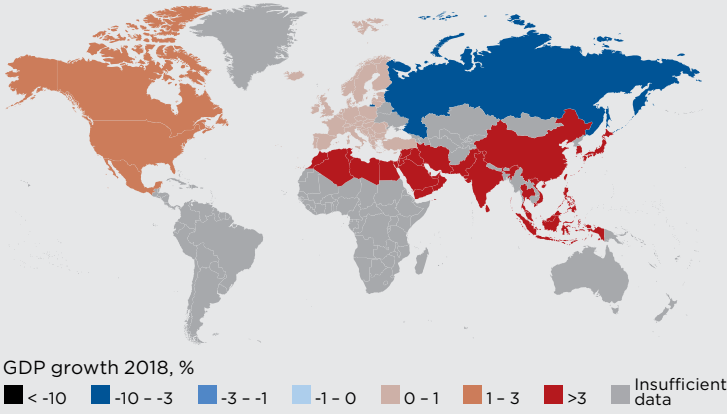 GDP growth 2018, %
< -10
-10 – -3
-3 – -1
-1 – 0
0 – 1
1 – 3
>3
Insufficient
data